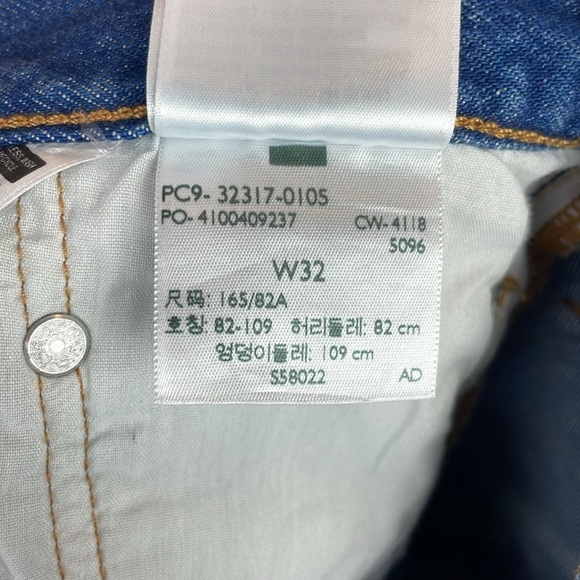 PC9- 32317-0105
PO- 4100409237 CW- 4118
5096
W32
尺码: 165/82A
호칭: 82-109 허리둘레: 82 cm
엉덩이둘레: 109 cm
S58022 AD